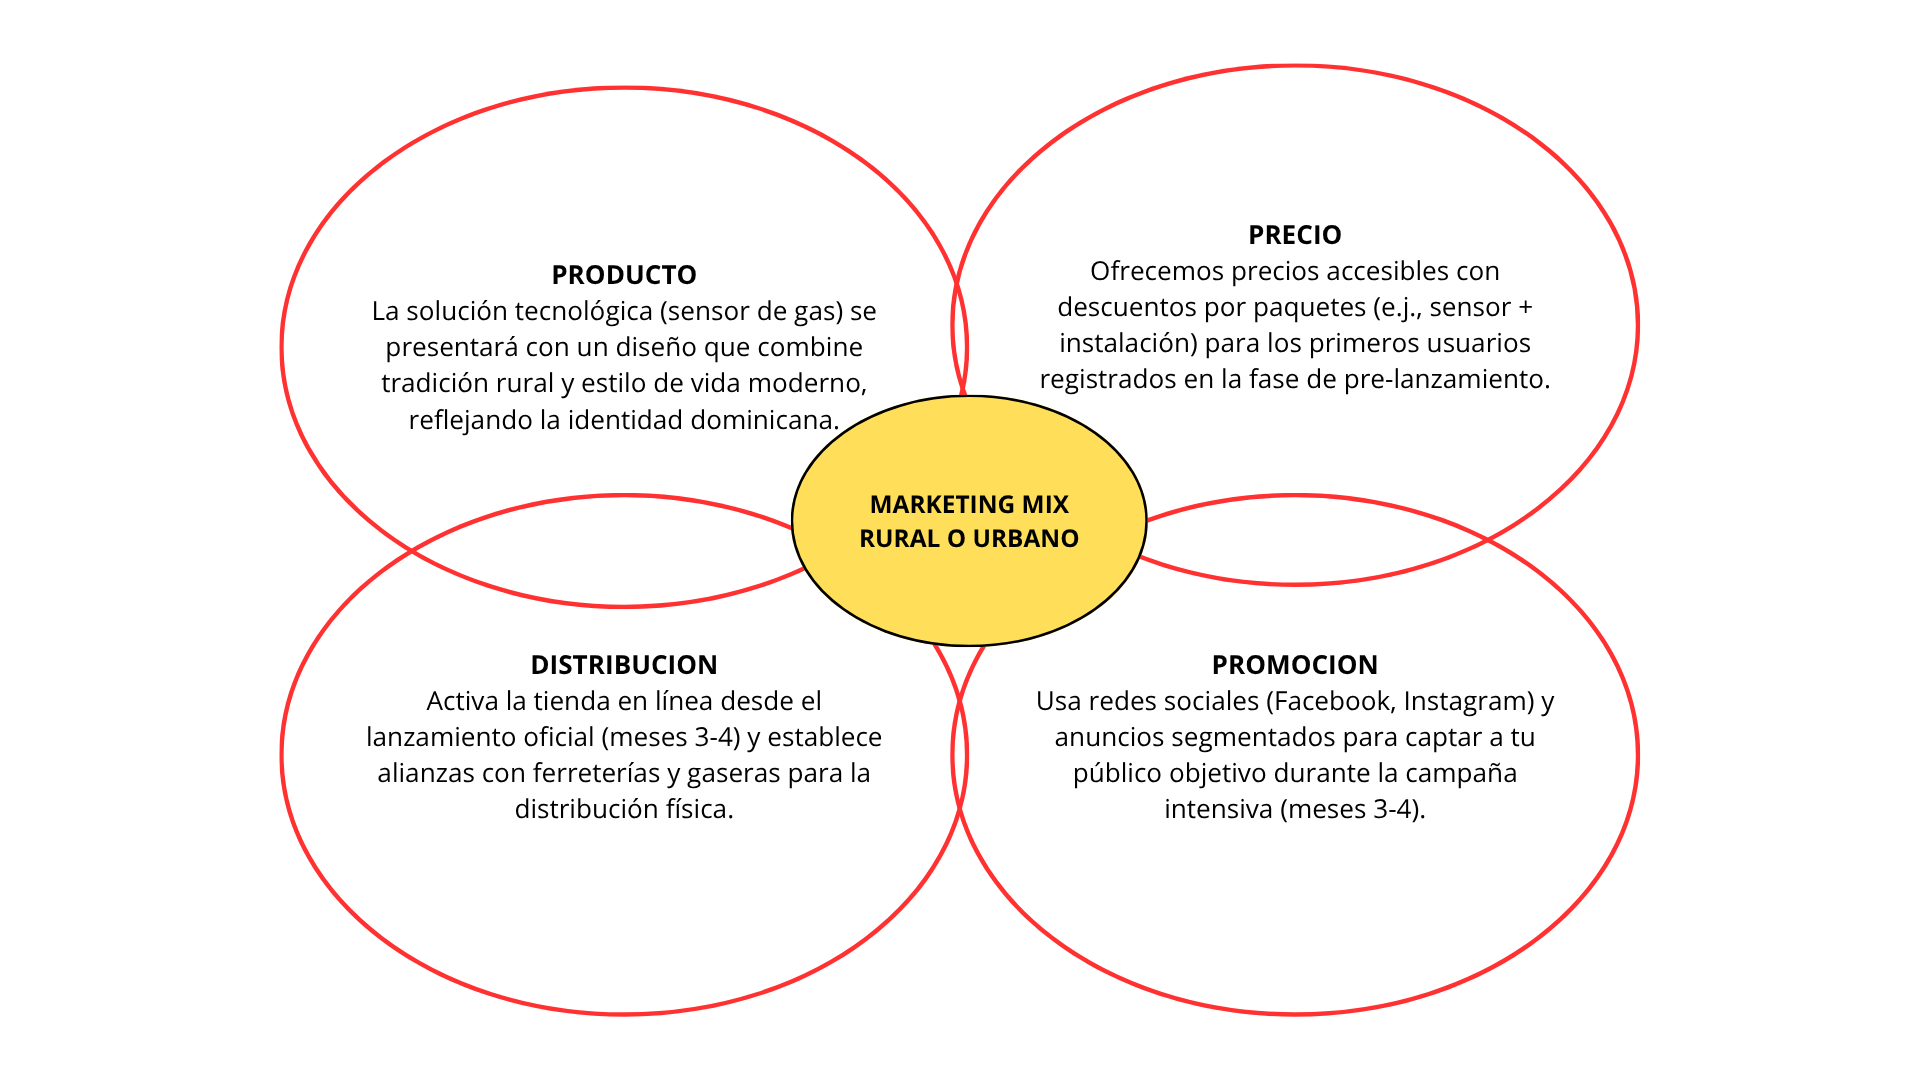 PRODUCTO
La solución tecnológica (sensor de gas) se
presentará con un diseño que combine
tradición rural y estilo de vida moderno,
reflejando la identidad dominicana.
PRECIO
Ofrecemos precios accesibles con
descuentos por paquetes (e.j., sensor +
instalación) para los primeros usuarios
registrados en la fase de pre-lanzamiento.
MARKETING MIX
RURAL O URBANO
DISTRIBUCION
Activa la tienda en línea desde el
lanzamiento oficial (meses 3-4) y establece
alianzas con ferreterías y gaseras para la
distribución física.
PROMOCION
Usa redes sociales (Facebook, Instagram) y
anuncios segmentados para captar a tu
público objetivo durante la campaña
intensiva (meses 3-4).